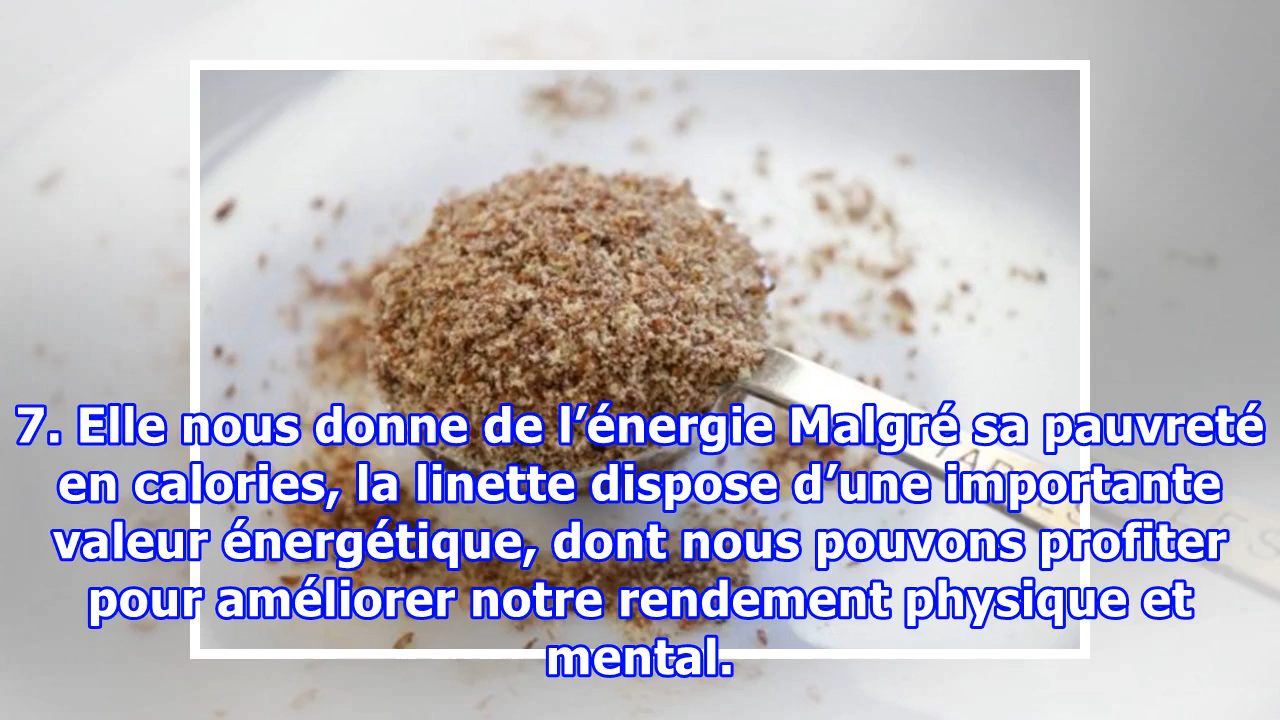 7. Elle nous donne de l’énergie Malgré sa pauvreté
en calories, la linette dispose d’une importante
valeur énergétique, dont nous pouvons profiter
pour améliorer notre rendement physique et
mental.